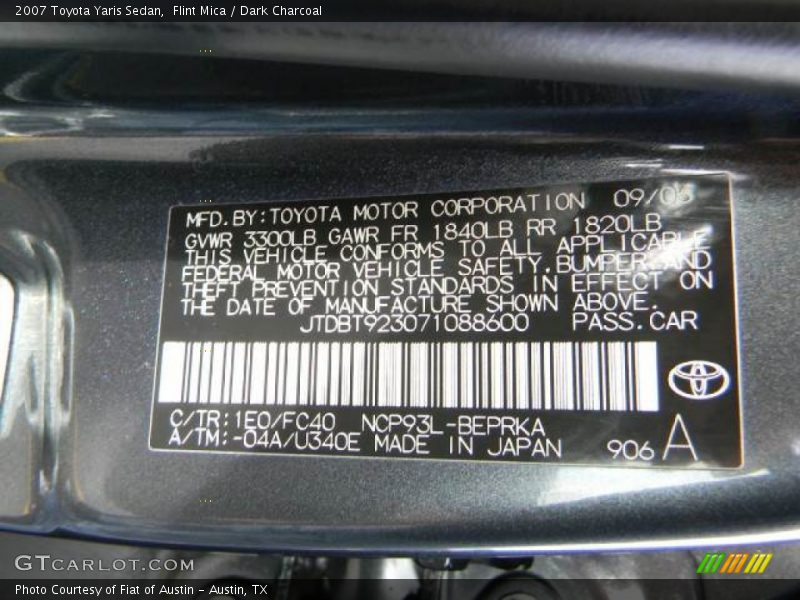 2007 Toyota Yaris Sedan,  Flint Mica / Dark Charcoal
MFD.BY:TOYOTA MOTOR CORPORATION 09/06
GVWR 3300LB GAWR FR 1840LB RR 1820LB
THIS VEHICLE CONFORMS TO ALL APPLICABLE
FEDERAL MOTOR VEHICLE SAFETY,BUMPER,AND
THEFT PREVENTION STANDARDS IN EFFECT ON
THE DATE OF MANUFACTURE SHOWN ABOVE.
JTDBT923071088600 PASS.CAR
C/TR:1E0/FC40 NCP93L-BEPRKA
A/TM:-04A/U340E MADE IN JAPAN 906 A
GTCARLOT.COM
Photo Courtesy of Fiat of Austin - Austin, TX